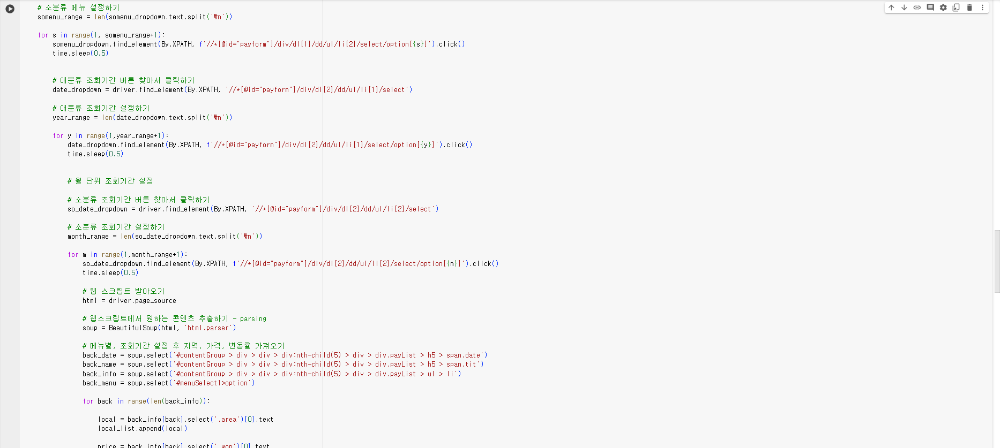 # 소분류 메뉴 설정하기
somenu_range = len(somenu_dropdown.text.split('₩n'))
for s in range(1, somenu_range+1):
somenu_dropdown.find_element(By.XPATH, f'//*[@id="payform"]/div/dl[1]/dd/ul/li[2]/select/option[{s}]').click()
time.sleep(0.5)
# 대분류 조회기간 버튼 찾아서 클릭하기
date_dropdown = driver.find_element(By.XPATH, '//*[@id="payform"]/div/dl[2]/dd/ul/li[1]/select')
# 대분류 조회기간 설정하기
year_range = len(date_dropdown.text.split('₩n'))
for y in range(1,year_range+1):
date_dropdown.find_element(By.XPATH, f'//*[@id="payform"]/div/dl[2]/dd/ul/li[1]/select/option[{y}]').click()
time.sleep(0.5)
# 월 단위 조회기간 설정
# 소분류 조회기간 버튼 찾아서 클릭하기
so_date_dropdown = driver.find_element(By.XPATH, '//*[@id="payform"]/div/dl[2]/dd/ul/li[2]/select')
# 소분류 조회기간 설정하기
month_range = len(so_date_dropdown.text.split('₩n'))
for m in range(1,month_range+1):
so_date_dropdown.find_element(By.XPATH, f'//*[@id="payform"]/div/dl[2]/dd/ul/li[2]/select/option[{m}]').click()
time.sleep(0.5)
# 웹 스크립트 받아오기
html = driver.page_source
# 웹스크립트에서 원하는 콘텐츠 추출하기 - parsing
soup = BeautifulSoup(html, 'html.parser')
# 메뉴별, 조회기간 설정 후 지역, 가격, 변동률 가져오기
back_date = soup.select('#contentGroup > div > div > div:nth-child(5) > div > div.payList > h5 > span.date')
back_name = soup.select('#contentGroup > div > div > div:nth-child(5) > div > div.payList > h5 > span.tit')
back_info = soup.select('#contentGroup > div > div > div:nth-child(5) > div > div.payList > ul > li')
back_menu = soup.select('#menuSelect1>option')
for back in range(len(back_info)):
local = back_info[back].select('.area')[0].text
local_list.append(local)
price = back_info[back].select('.won')[0].text